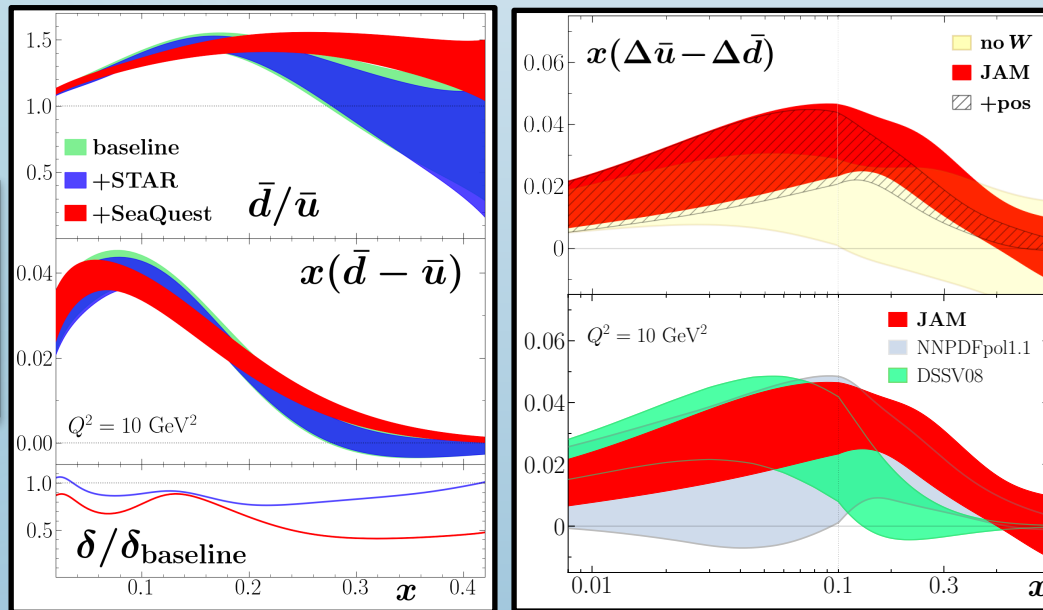 1.5
1.0
0.5
baseline
+STAR
+SeaQuest
d̄/ū
0.04
0.02
0.00
x(d̄ − ū)
Q² = 10 GeV²
1.0
0.5
δ/δbaseline
0.1
0.2
0.3
0.4
x
0.06
0.04
0.02
0
x(Δū − Δd̄)
no W
JAM
+pos
0.06
0.04
0.02
0
Q² = 10 GeV²
JAM
NNPDFpol1.1
DSSV08
0.01
0.1
0.3
x